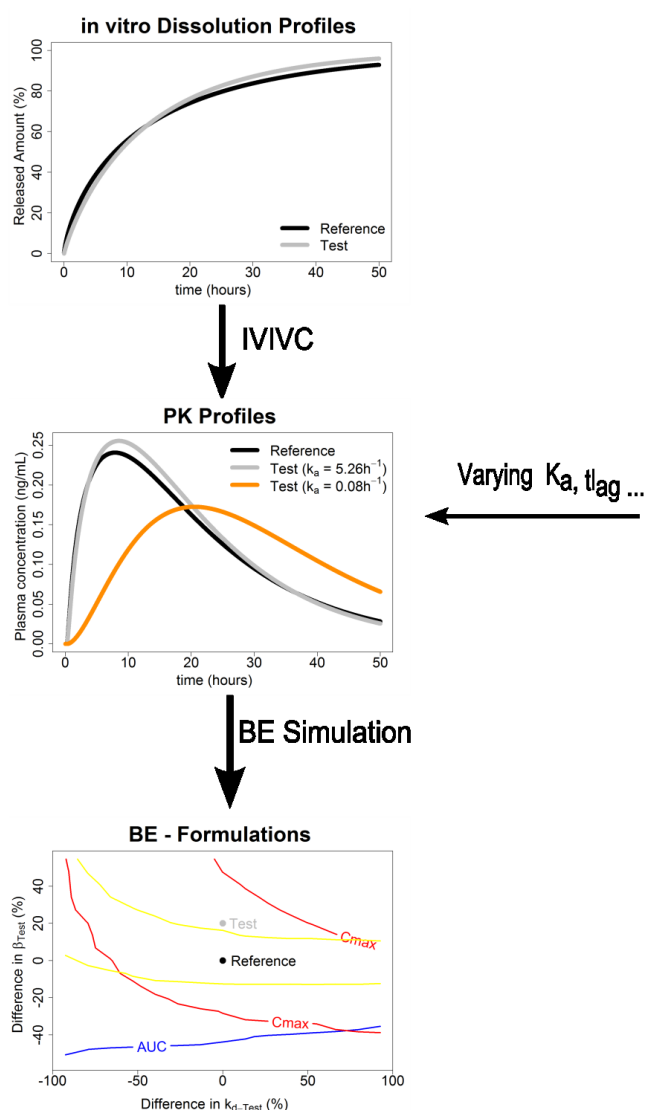 in vitro Dissolution Profiles
Released Amount (%)
100
80
60
40
20
0
Reference
Test
0 10 20 30 40 50
time (hours)
IVIVC
PK Profiles
Plasma concentration (ng/mL)
0.25
0.20
0.15
0.10
0.05
0.00
Reference
Test (kₐ = 5.26h⁻¹)
Test (kₐ = 0.08h⁻¹)
0 10 20 30 40 50
time (hours)
Varying Ka, tlag ...
BE Simulation
BE - Formulations
Difference in βTest (%)
40
20
0
-20
-40
Test
Cmax
Reference
Cmax
AUC
-100 -50 0 50 100
Difference in kd-Test (%)